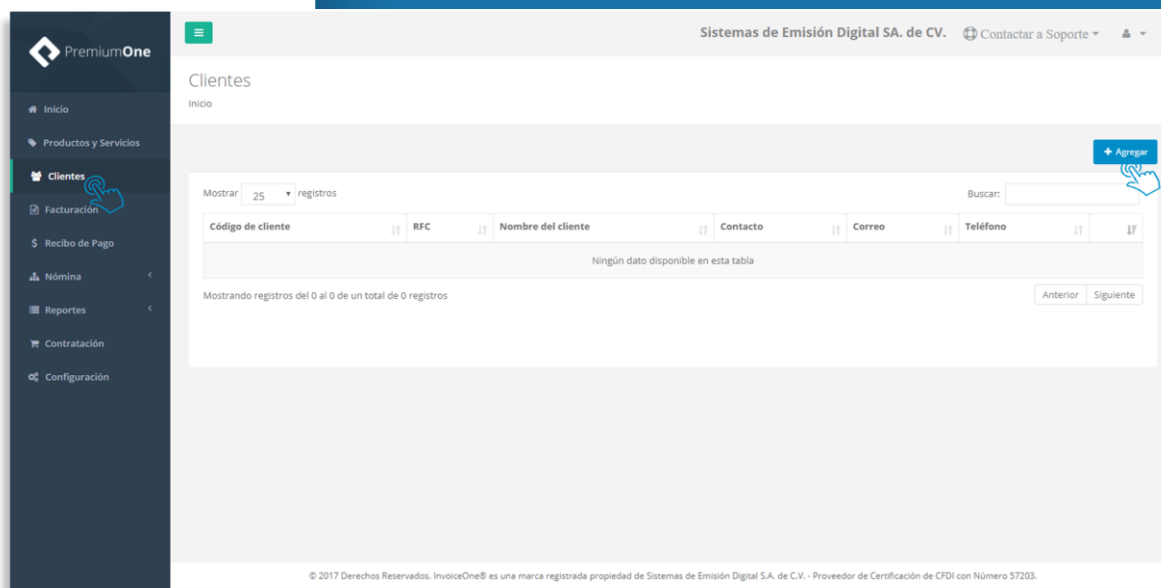 PremiumOne
Sistemas de Emisión Digital SA. de CV.
Contactar a Soporte
Clientes
Inicio
Inicio
Productos y Servicios
Clientes
Facturación
$ Recibo de Pago
Nómina
Reportes
Contratación
Configuración
+ Agregar
Mostrar 25 registros
Buscar:
Código de cliente RFC Nombre del cliente Contacto Correo Teléfono
Ningún dato disponible en esta tabla
Mostrando registros del 0 al 0 de un total de 0 registros
Anterior Siguiente
© 2017 Derechos Reservados. InvoiceOne® es una marca registrada propiedad de Sistemas de Emisión Digital S.A. de C.V. - Proveedor de Certificación de CFDI con Número 57203.